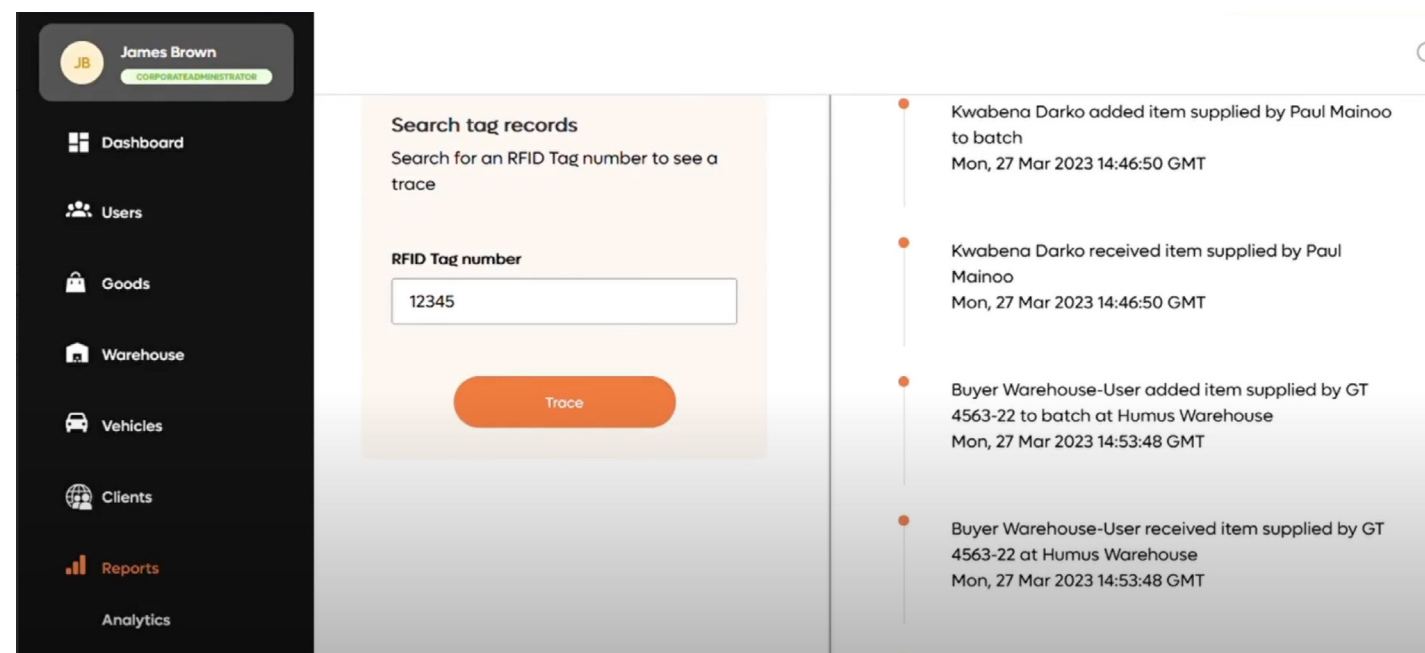 JB
James Brown
CORPORATEADMINISTRATOR
Dashboard
Users
Goods
Warehouse
Vehicles
Clients
Reports
Analytics
Search tag records
Search for an RFID Tag number to see a
trace
RFID Tag number
12345
Trace
Kwabena Darko added item supplied by Paul Mainoo
to batch
Mon, 27 Mar 2023 14:46:50 GMT
Kwabena Darko received item supplied by Paul
Mainoo
Mon, 27 Mar 2023 14:46:50 GMT
Buyer Warehouse-User added item supplied by GT
4563-22 to batch at Humus Warehouse
Mon, 27 Mar 2023 14:53:48 GMT
Buyer Warehouse-User received item supplied by GT
4563-22 at Humus Warehouse
Mon, 27 Mar 2023 14:53:48 GMT